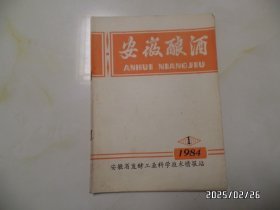 安徽酿酒
ANHUI NIANGJIU
1
1984
安徽省发酵工业科学技术情报站
2025/02/26